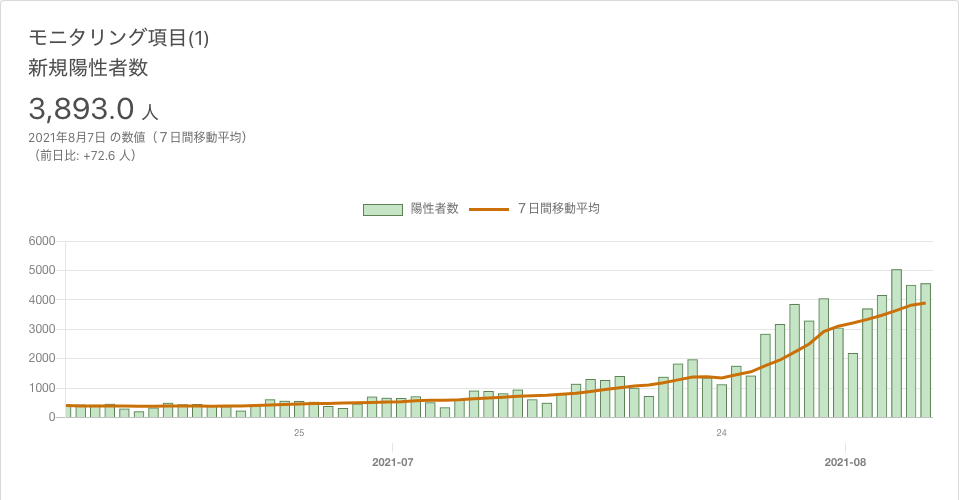 モニタリング項目(1)
新規陽性者数
3,893.0 人
2021年8月7日 の数値（７日間移動平均）
（前日比: +72.6 人）
陽性者数 ７日間移動平均
6000
5000
4000
3000
2000
1000
0
25 24
2021-07 2021-08